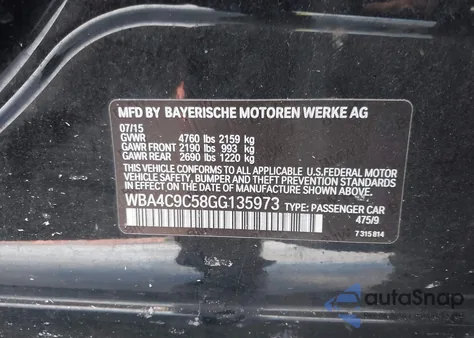 MFD BY BAYERISCHE MOTOREN WERKE AG
07/15
GVWR 4760 lbs 2159 kg
GAWR FRONT 2190 lbs 993 kg
GAWR REAR 2690 lbs 1220 kg
THIS VEHICLE CONFORMS TO ALL APPLICABLE U.S.FEDERAL MOTOR
VEHICLE SAFETY, BUMPER AND THEFT PREVENTION STANDARDS
IN EFFECT ON THE DATE OF MANUFACTURE SHOWN ABOVE.
WBA4C9C58GG135973 TYPE: PASSENGER CAR
475/9
7 315 814
autoSnap